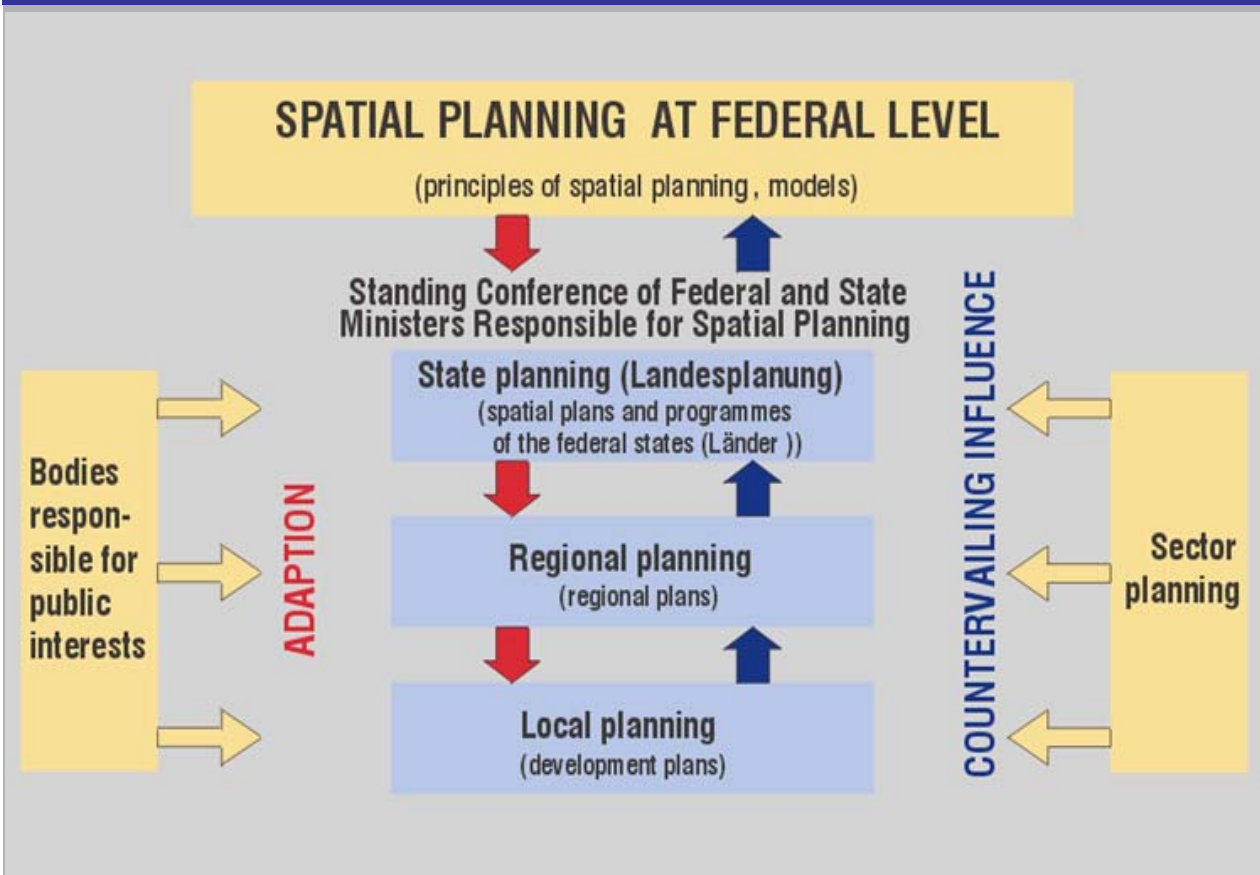 SPATIAL PLANNING AT FEDERAL LEVEL
(principles of spatial planning, models)
Standing Conference of Federal and State
Ministers Responsible for Spatial Planning
State planning (Landesplanung)
(spatial plans and programmes
of the federal states (Länder ))
Bodies
respon-
sible for
public
interests
ADAPTION
Regional planning
(regional plans)
Local planning
(development plans)
COUNTERVAILING INFLUENCE
Sector
planning